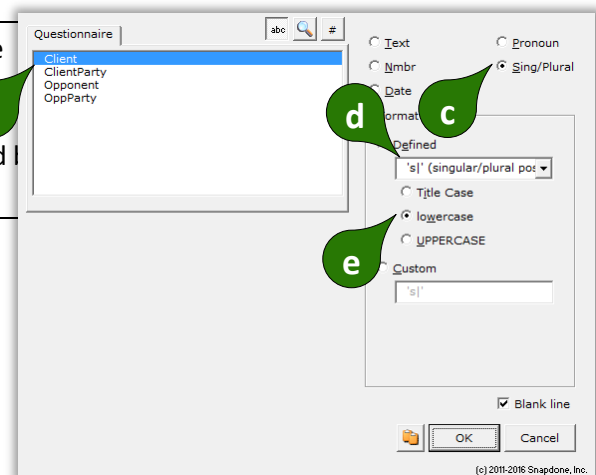 Questionnaire
abc
#
Client
ClientParty
Opponent
OppParty
Text
Pronoun
Nmbr
Sing/Plural
Date
c
d
Defined
's|' (singular/plural pos
Title Case
lowercase
UPPERCASE
e
Custom
's|'
Blank line
OK
Cancel
(c) 2011-2016 Snapdone, Inc.